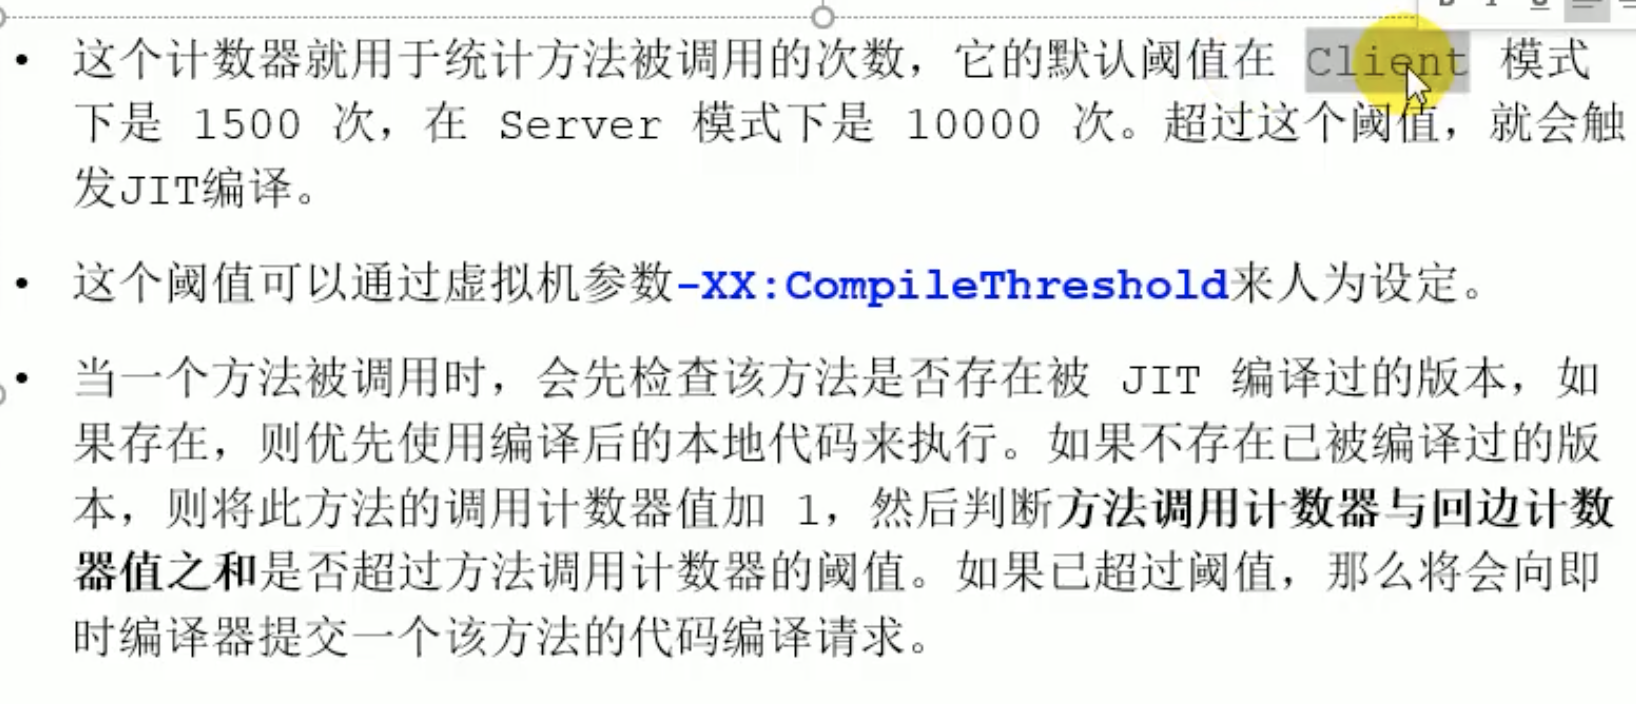 • 这个计数器就用于统计方法被调用的次数，它的默认阈值在 Client 模式
下是 1500 次，在 Server 模式下是 10000 次。超过这个阈值，就会触
发JIT编译。
• 这个阈值可以通过虚拟机参数-XX:CompileThreshold来人为设定。
• 当一个方法被调用时，会先检查该方法是否存在被 JIT 编译过的版本，如
果存在，则优先使用编译后的本地代码来执行。如果不存在已被编译过的版
本，则将此方法的调用计数器值加 1，然后判断方法调用计数器与回边计数
器值之和是否超过方法调用计数器的阈值。如果已超过阈值，那么将会向即
时编译器提交一个该方法的代码编译请求。